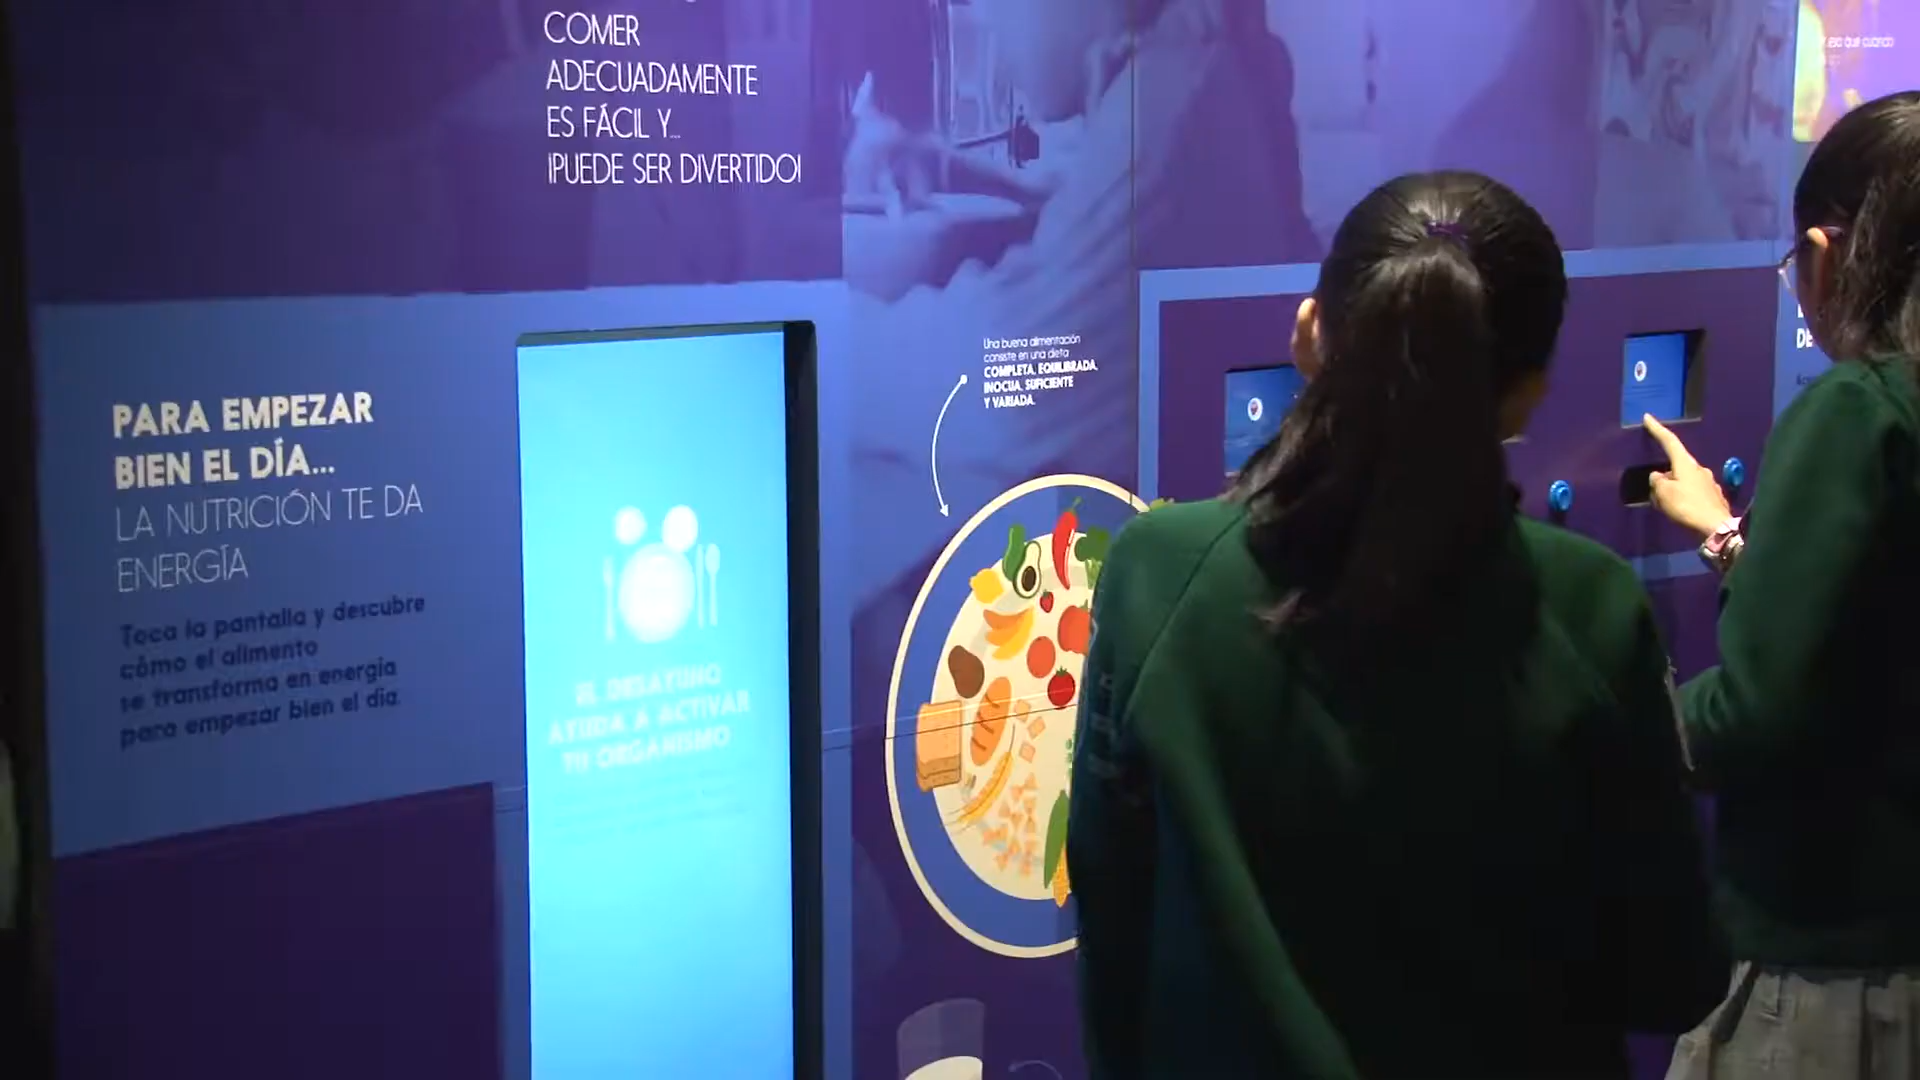 COMER
ADECUADAMENTE
ES FÁCIL Y...
¡PUEDE SER DIVERTIDO!
PARA EMPEZAR
BIEN EL DÍA...
LA NUTRICIÓN TE DA
ENERGÍA
Toca la pantalla y descubre
cómo el alimento
se transforma en energía
para empezar bien el día.
EL DESAYUNO
AYUDA A ACTIVAR
TU ORGANISMO
Una buena alimentación
consiste en una dieta
COMPLETA, EQUILIBRADA,
INOCUA, SUFICIENTE
Y VARIADA.
DE